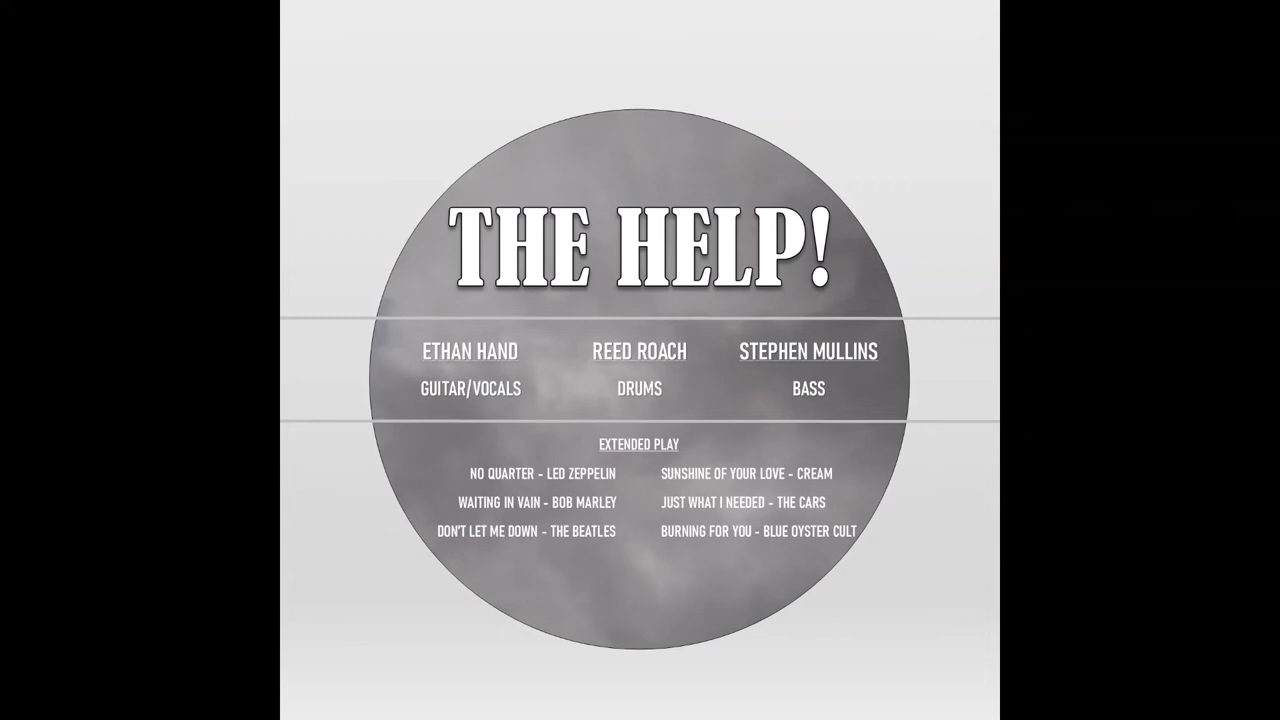 THE HELP!
ETHAN HAND REED ROACH STEPHEN MULLINS
GUITAR/VOCALS DRUMS BASS
EXTENDED PLAY
NO QUARTER - LED ZEPPELIN SUNSHINE OF YOUR LOVE - CREAM
WAITING IN VAIN - BOB MARLEY JUST WHAT I NEEDED - THE CARS
DON'T LET ME DOWN - THE BEATLES BURNING FOR YOU - BLUE OYSTER CULT